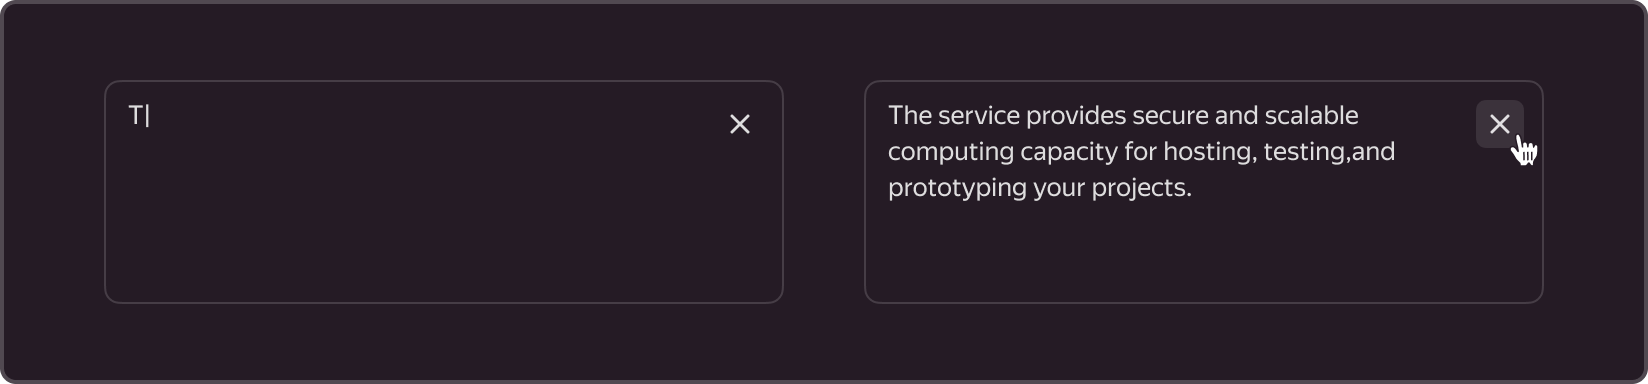 T
The service provides secure and scalable
computing capacity for hosting, testing,and
prototyping your projects.